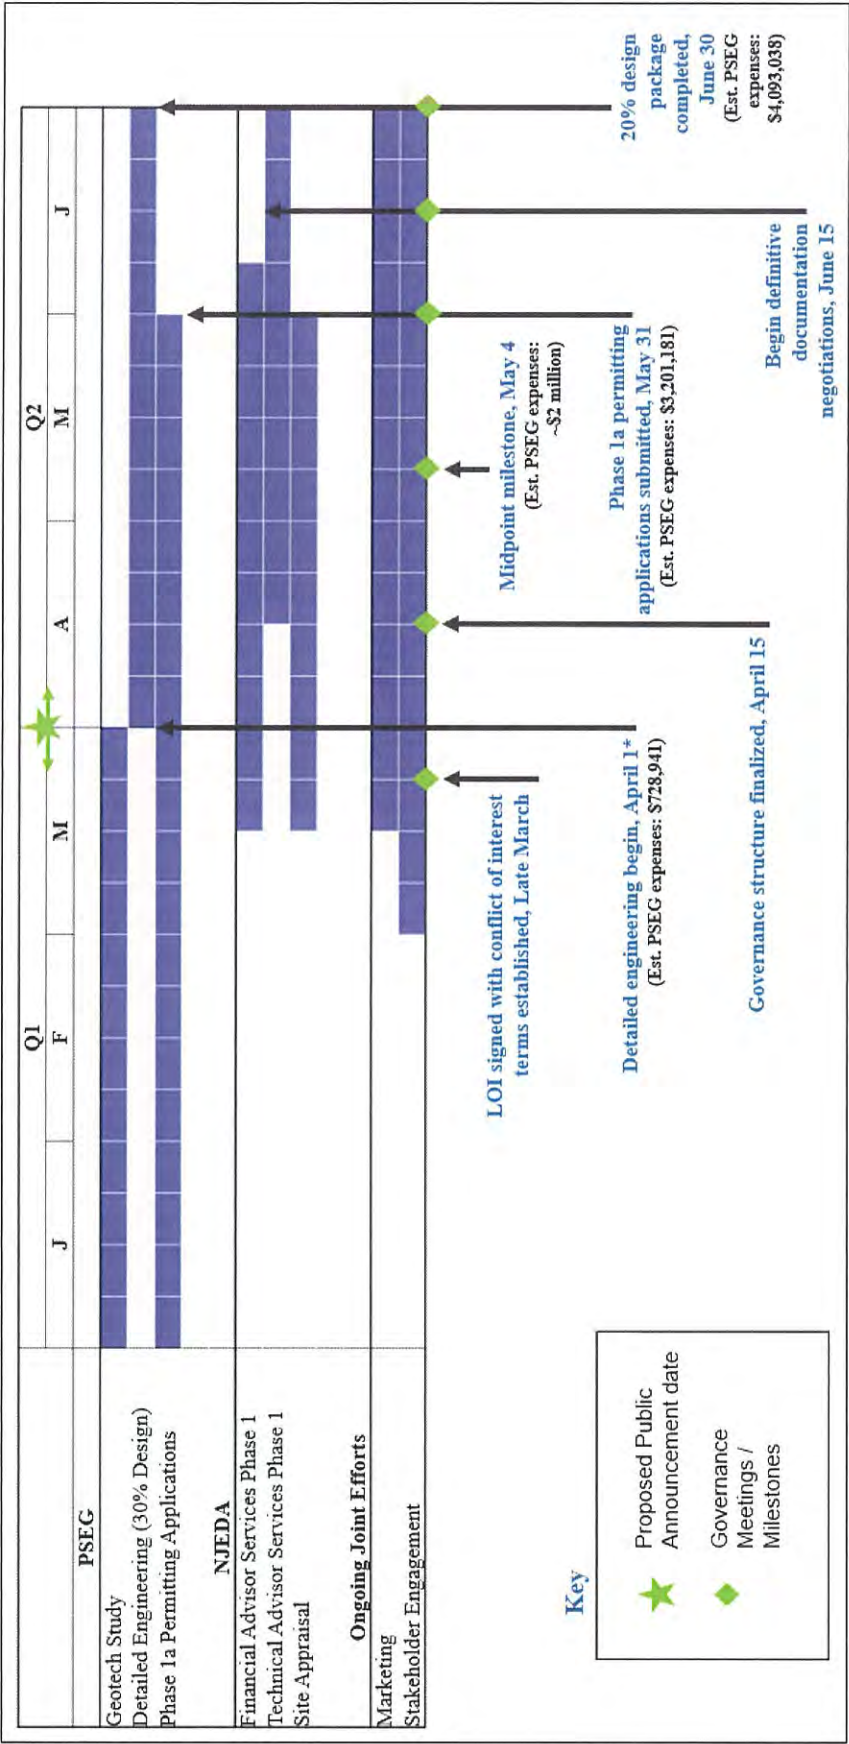 Q1
Q2
J
F
M
A
M
J
PSEG
Geotech Study
Detailed Engineering (30% Design)
Phase 1a Permitting Applications
NJEDA
Financial Advisor Services Phase 1
Technical Advisor Services Phase 1
Site Appraisal
Ongoing Joint Efforts
Marketing
Stakeholder Engagement
LOI signed with conflict of interest
terms established, Late March
Detailed engineering begin, April 1*
(Est. PSEG expenses: $728,941)
Governance structure finalized, April 15
Midpoint milestone, May 4
(Est. PSEG expenses:
~$2 million)
Phase 1a permitting
applications submitted, May 31
(Est. PSEG expenses: $3,201,181)
Begin definitive
documentation
negotiations, June 15
20% design
package
completed,
June 30
(Est. PSEG
expenses:
$4,093,038)
Key
Proposed Public
Announcement date
Governance
Meetings /
Milestones